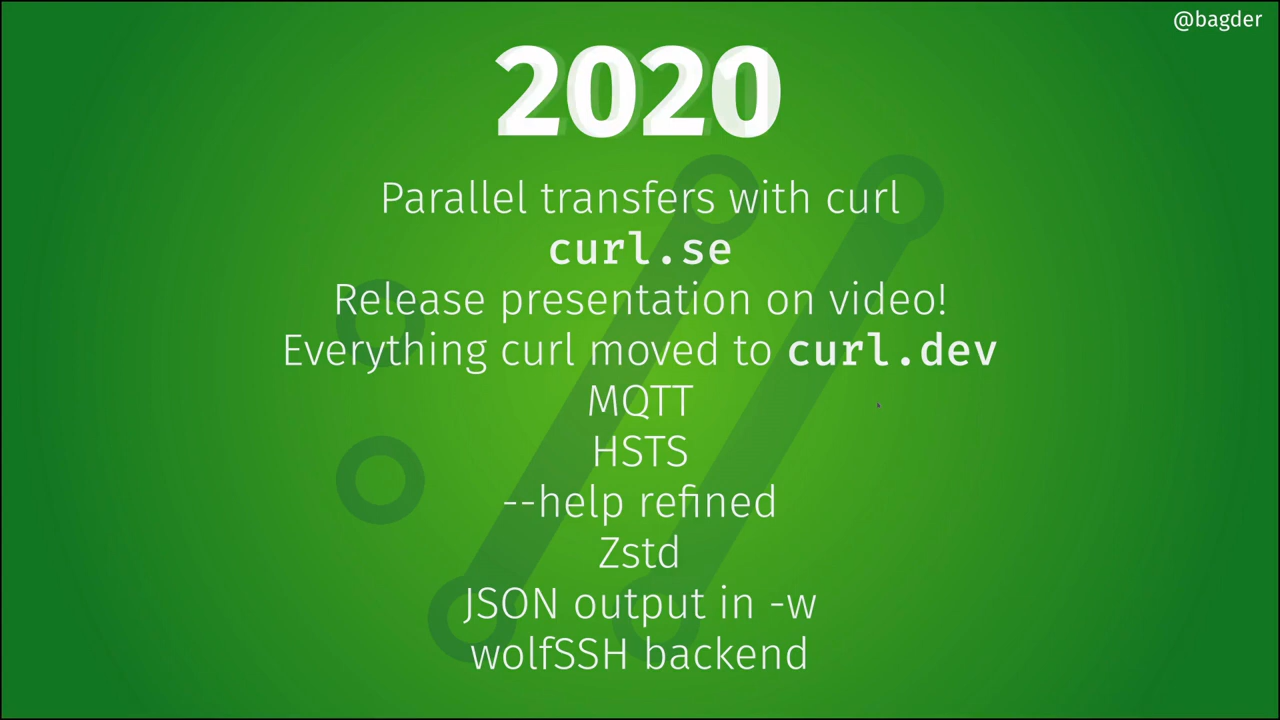 @bagder
2020
Parallel transfers with curl
curl.se
Release presentation on video!
Everything curl moved to curl.dev
MQTT
HSTS
--help refined
Zstd
JSON output in -w
wolfSSH backend